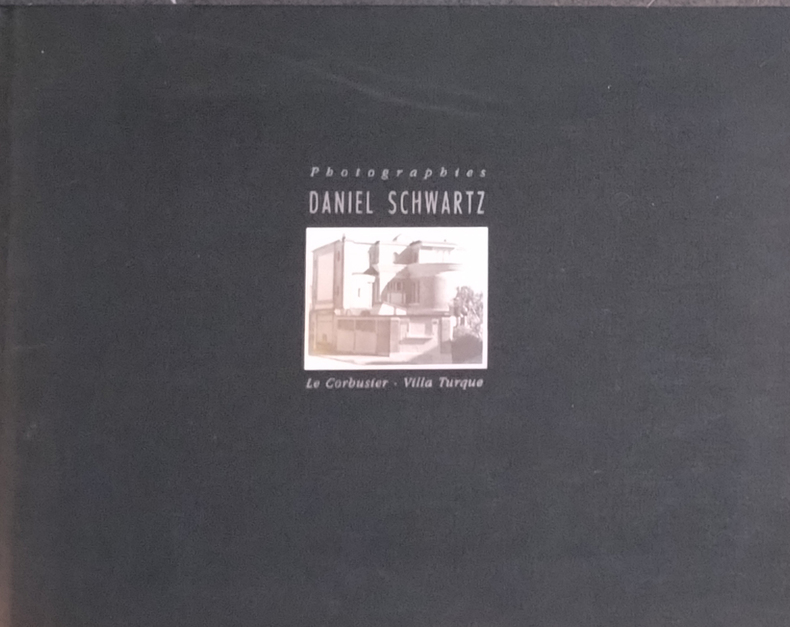 Photographies
DANIEL SCHWARTZ
Le Corbusier · Villa Turque